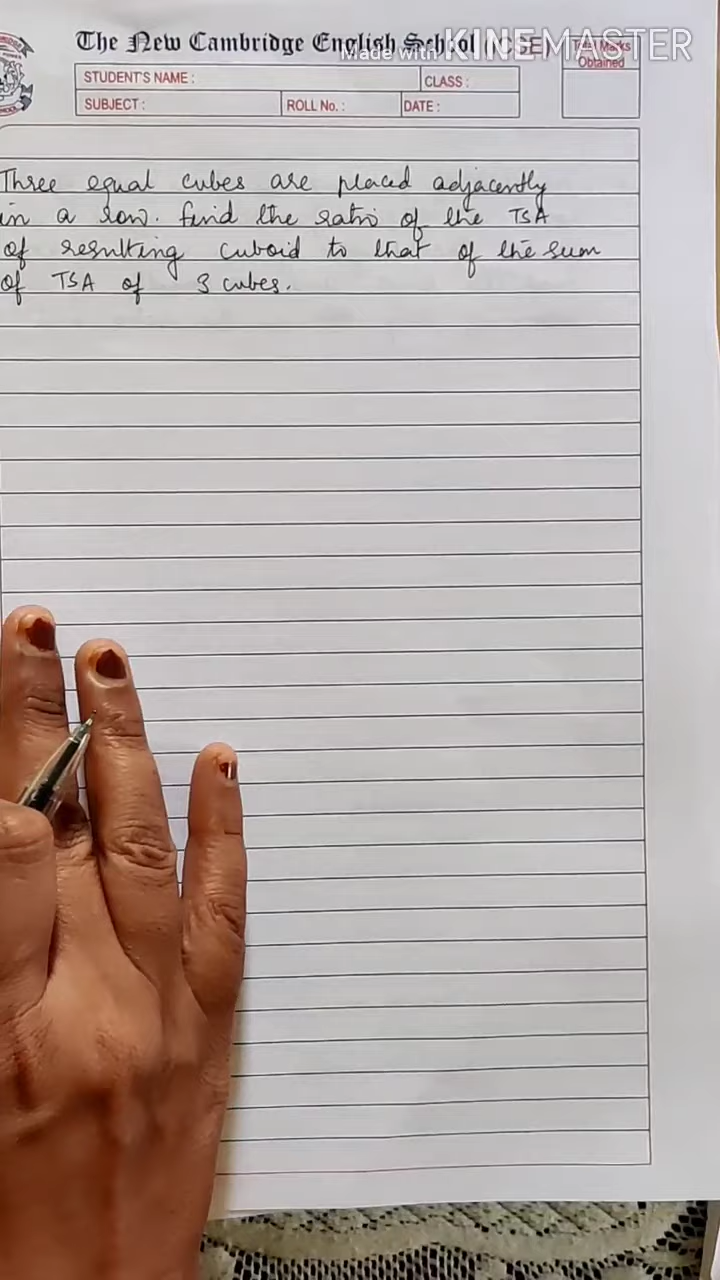 The New Cambridge English School (ICSE)
Made with KINEMASTER
Total Marks
Obtained
STUDENT'S NAME :
CLASS :
SUBJECT :
ROLL No. :
DATE :
Three equal cubes are placed adjacently
in a row. find the ratio of the TSA
of resulting cuboid to that of the sum
of TSA of 3 cubes.